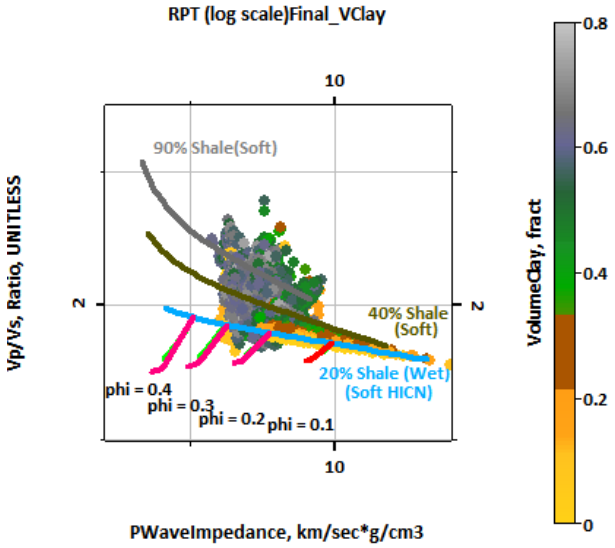 RPT (log scale)Final_VClay
10
0.8
90% Shale(Soft)
0.6
Vp/Vs, Ratio, UNITLESS
VolumeClay, fract
2
2
0.4
40% Shale
(Soft)
20% Shale (Wet)
(Soft HICN)
phi = 0.4
phi = 0.3
phi = 0.2
phi = 0.1
0.2
10
0
PWaveImpedance, km/sec*g/cm3